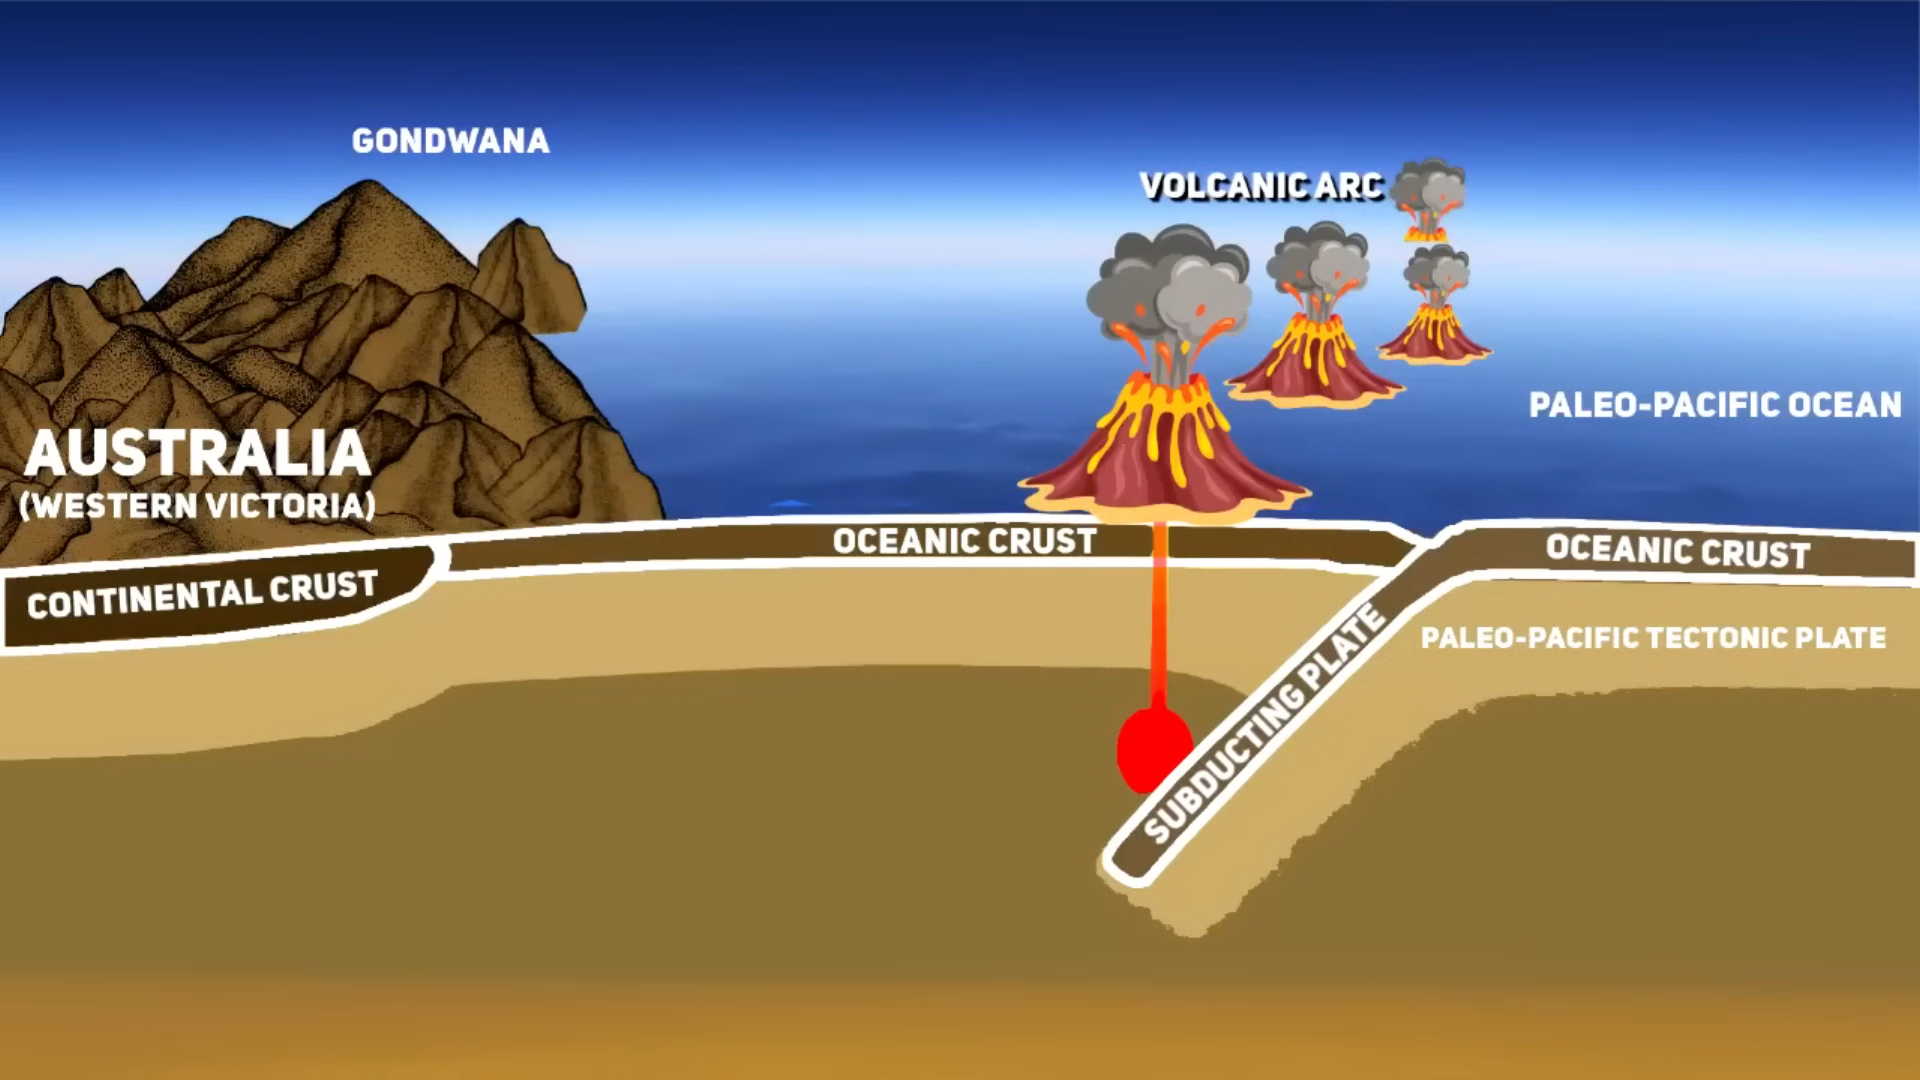 GONDWANA
VOLCANIC ARC
PALEO-PACIFIC OCEAN
AUSTRALIA
(WESTERN VICTORIA)
OCEANIC CRUST
OCEANIC CRUST
CONTINENTAL CRUST
PALEO-PACIFIC TECTONIC PLATE
SUBDUCTING PLATE